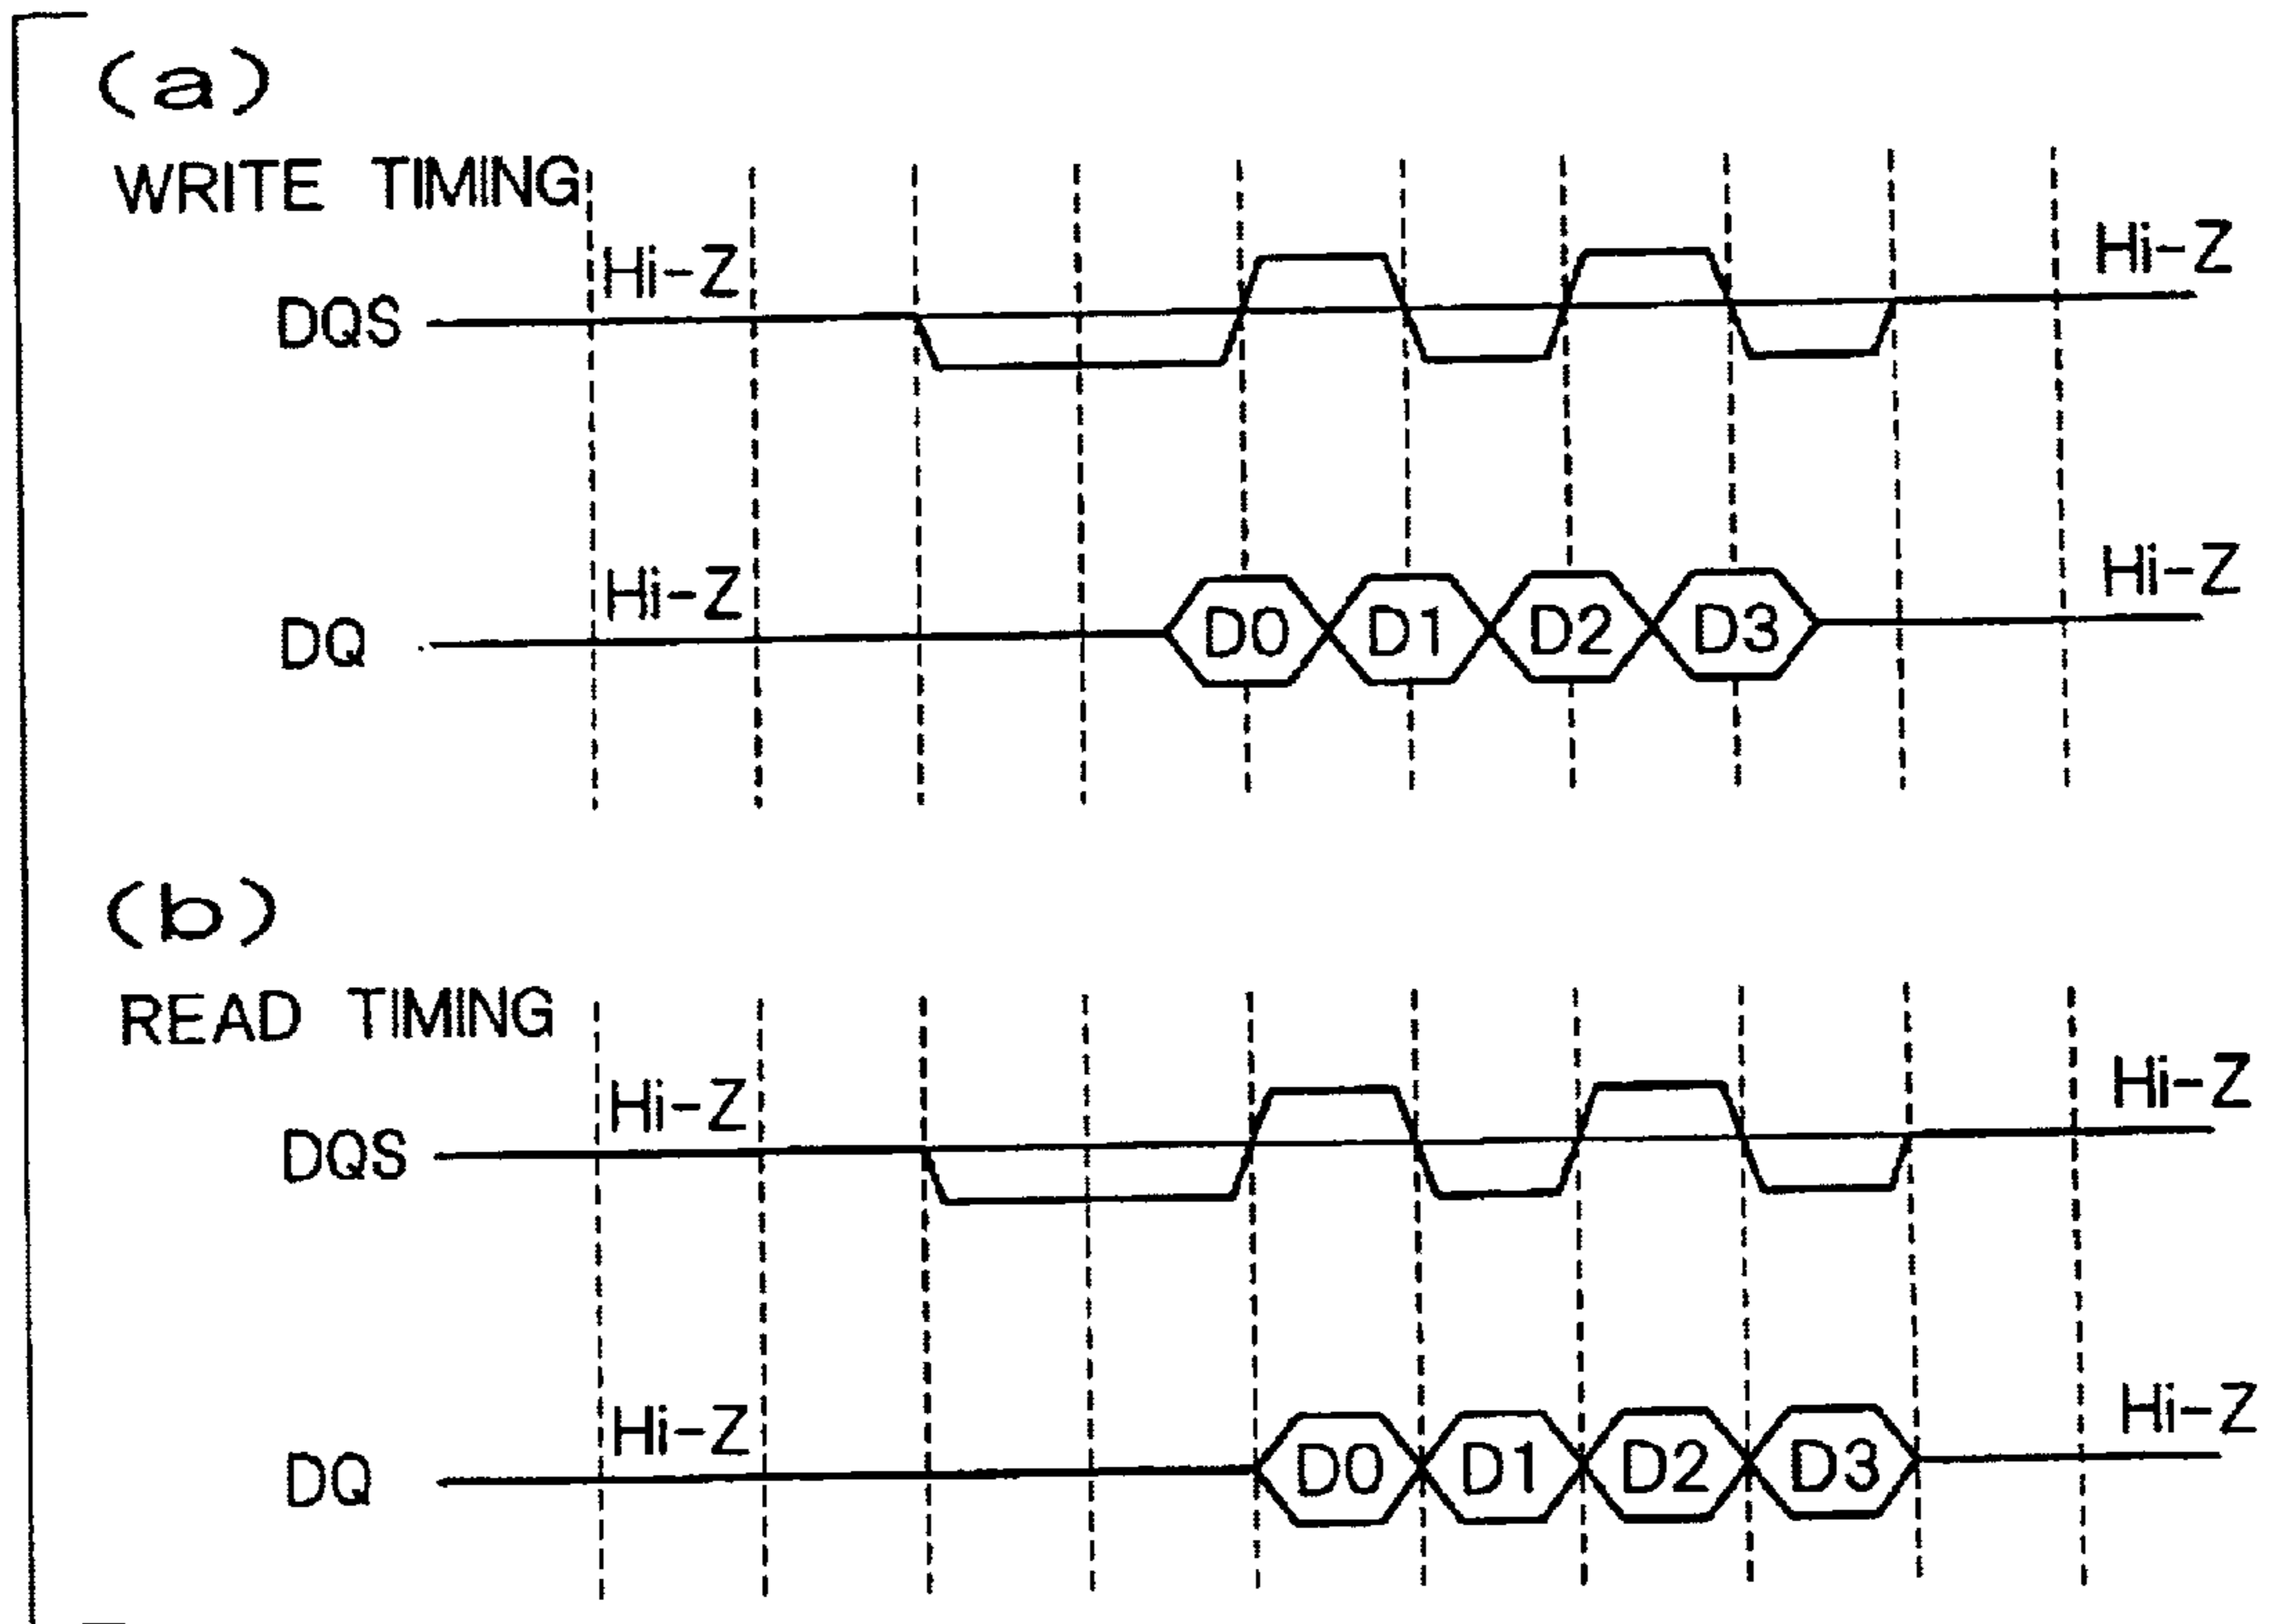 (a)
WRITE TIMING
Hi-Z Hi-Z
DQS
Hi-Z Hi-Z
DQ D0 D1 D2 D3
(b)
READ TIMING
Hi-Z Hi-Z
DQS
Hi-Z Hi-Z
DQ D0 D1 D2 D3